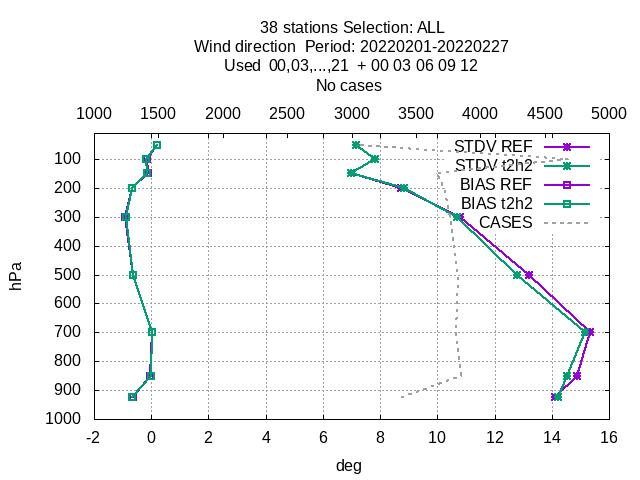 38 stations Selection: ALL
Wind direction  Period: 20220201-20220227
Used  00,03,...,21  + 00 03 06 09 12
No cases
1000 1500 2000 2500 3000 3500 4000 4500 5000
STDV REF
STDV t2h2
BIAS REF
BIAS t2h2
CASES
100
200
300
400
500
600
700
800
900
1000
hPa
-2 0 2 4 6 8 10 12 14 16
deg